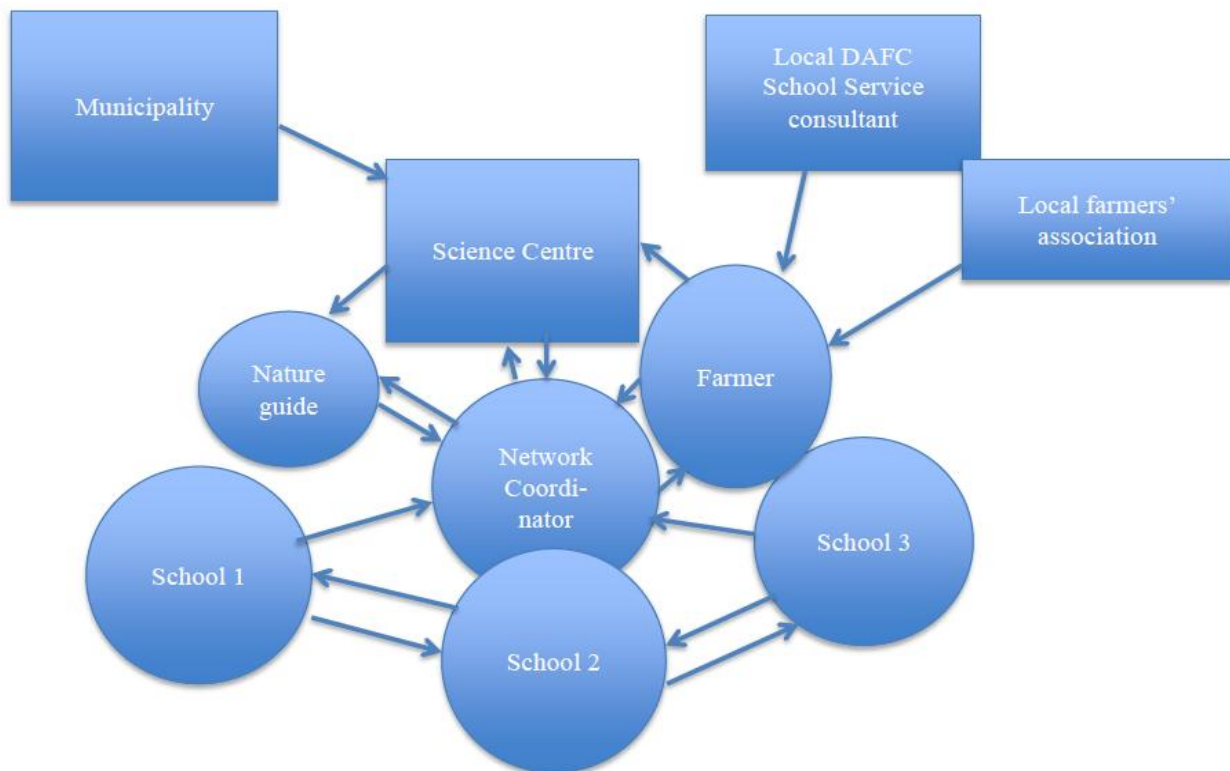 Municipality
Local DAFC
School Service
consultant
Local farmers’
association
Science Centre
Nature
guide
Farmer
Network
Coordi-
nator
School 1
School 2
School 3